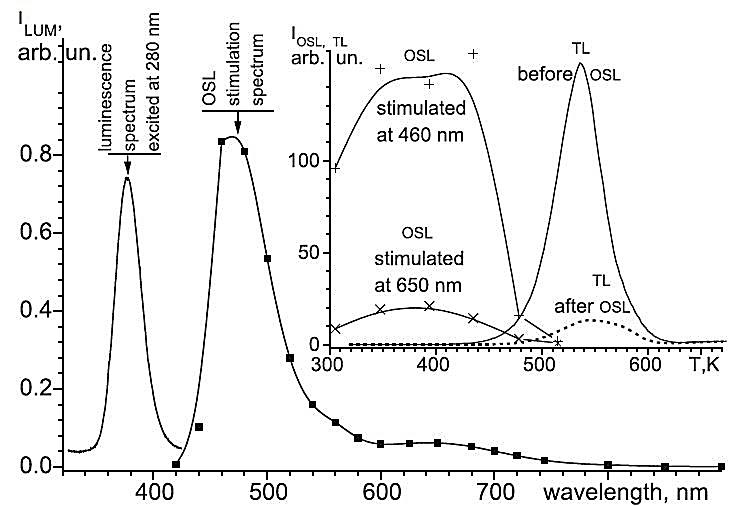 I LUM,
arb. un.
luminescence
spectrum
excited at 280 nm
OSL
stimulation
spectrum
0.8
0.6
0.4
0.2
0.0
400
500
600
700
wavelength, nm
I OSL, TL
arb. un.
100
50
0
300
400
500
600
T,K
OSL
stimulated
at 460 nm
OSL
stimulated
at 650 nm
TL
before OSL
TL
after OSL